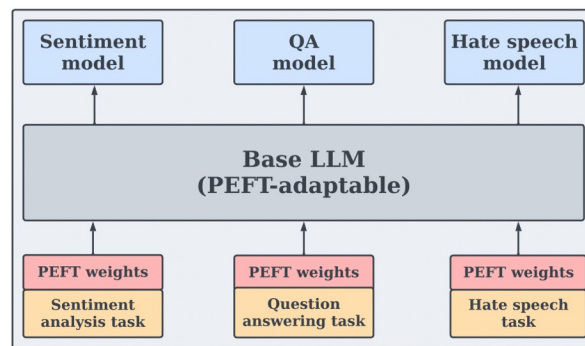 Sentiment
model
QA
model
Hate speech
model
Base LLM
(PEFT-adaptable)
PEFT weights
Sentiment
analysis task
PEFT weights
Question
answering task
PEFT weights
Hate speech
task